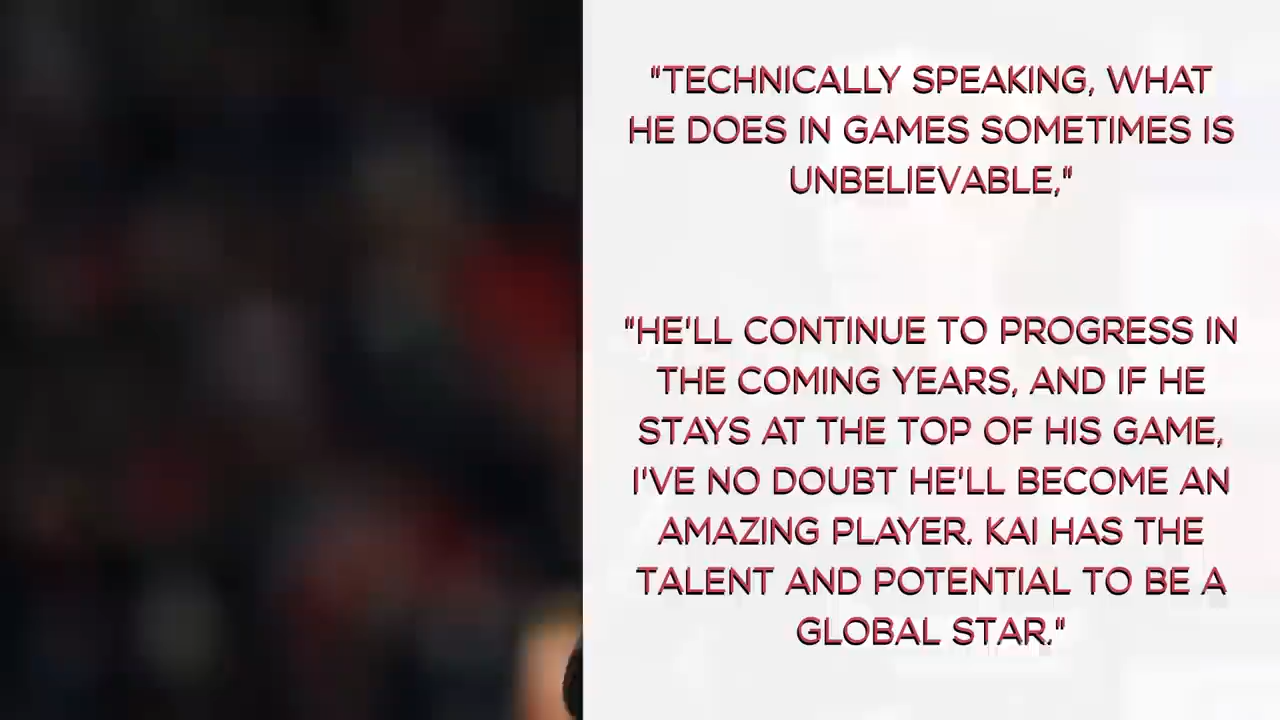 "TECHNICALLY SPEAKING, WHAT
HE DOES IN GAMES SOMETIMES IS
UNBELIEVABLE,"
"HE'LL CONTINUE TO PROGRESS IN
THE COMING YEARS, AND IF HE
STAYS AT THE TOP OF HIS GAME,
I'VE NO DOUBT HE'LL BECOME AN
AMAZING PLAYER. KAI HAS THE
TALENT AND POTENTIAL TO BE A
GLOBAL STAR."